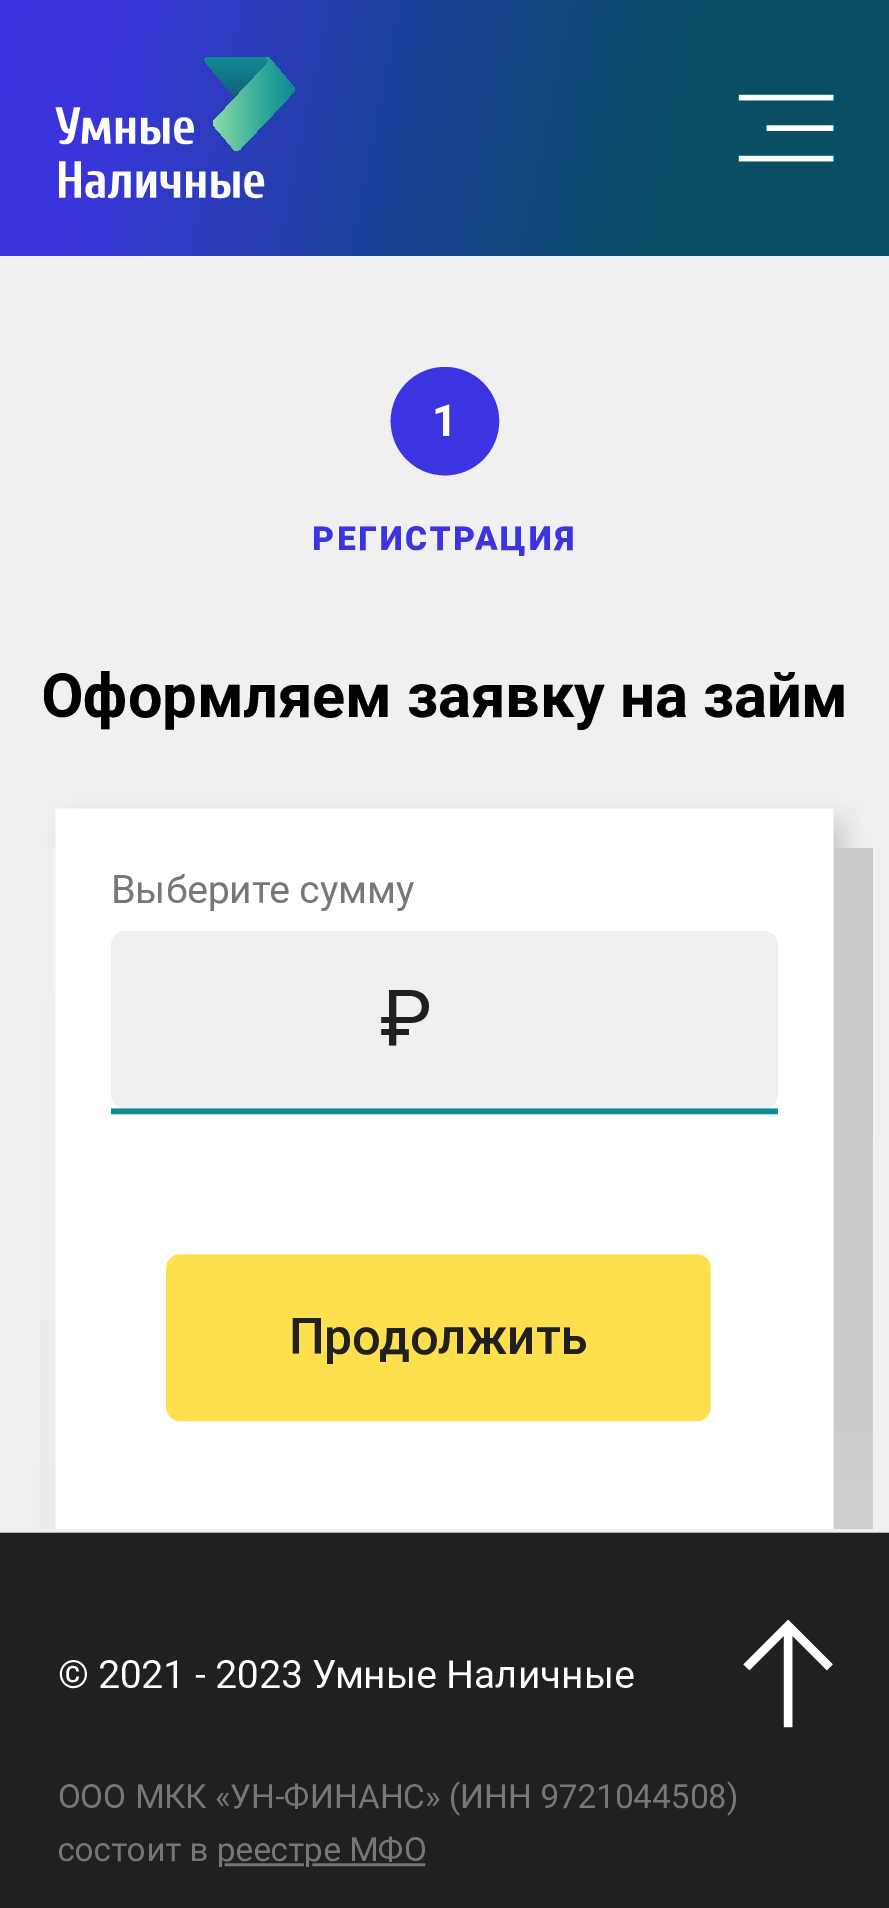 Умные
Наличные
1
РЕГИСТРАЦИЯ
Оформляем заявку на займ
Выберите сумму
₽
Продолжить
© 2021 - 2023 Умные Наличные
ООО МКК «УН-ФИНАНС» (ИНН 9721044508)
состоит в реестре МФО